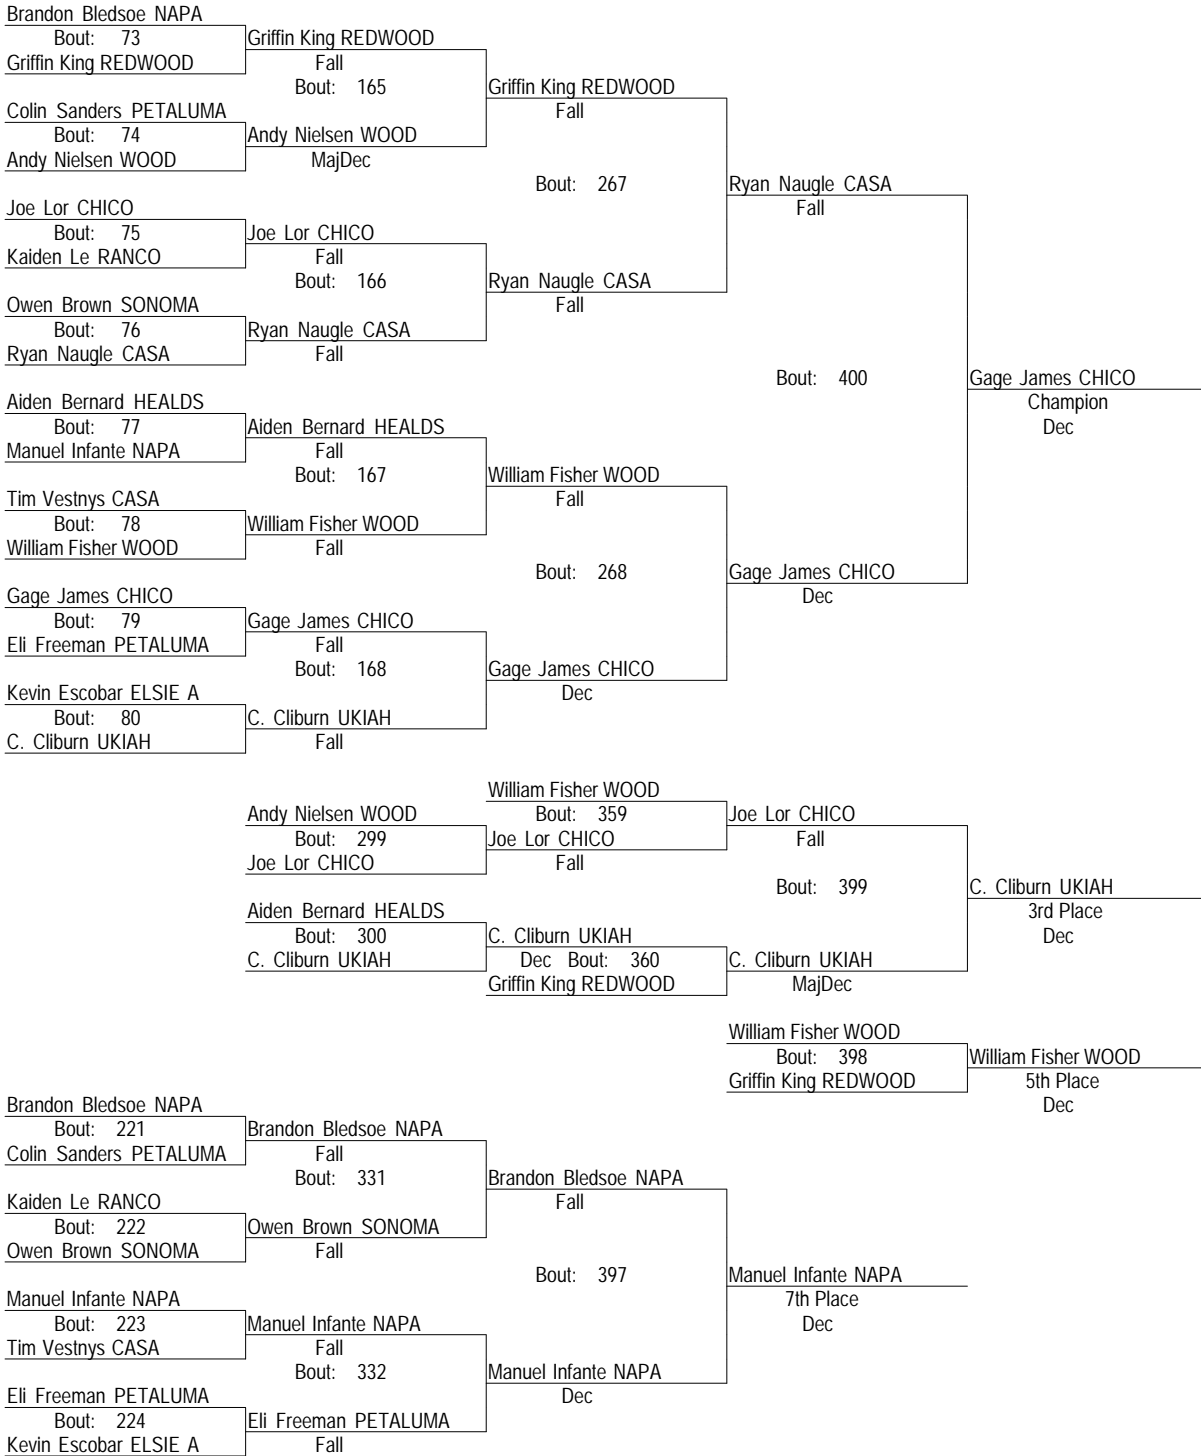 Brandon Bledsoe NAPA
Bout: 73
Griffin King REDWOOD
Griffin King REDWOOD
Fall
Bout: 165
Griffin King REDWOOD
Fall
Colin Sanders PETALUMA
Bout: 74
Andy Nielsen WOOD
Andy Nielsen WOOD
MajDec
Bout: 267
Ryan Naugle CASA
Fall
Joe Lor CHICO
Bout: 75
Kaiden Le RANCO
Joe Lor CHICO
Fall
Bout: 166
Ryan Naugle CASA
Fall
Owen Brown SONOMA
Bout: 76
Ryan Naugle CASA
Ryan Naugle CASA
Fall
Bout: 400
Gage James CHICO
Champion
Dec
Aiden Bernard HEALDS
Bout: 77
Manuel Infante NAPA
Aiden Bernard HEALDS
Fall
Bout: 167
William Fisher WOOD
Fall
Tim Vestnys CASA
Bout: 78
William Fisher WOOD
William Fisher WOOD
Fall
Bout: 268
Gage James CHICO
Dec
Gage James CHICO
Bout: 79
Eli Freeman PETALUMA
Gage James CHICO
Fall
Bout: 168
Gage James CHICO
Dec
Kevin Escobar ELSIE A
Bout: 80
C. Cliburn UKIAH
C. Cliburn UKIAH
Fall
William Fisher WOOD
Bout: 359
Joe Lor CHICO
Fall
Andy Nielsen WOOD
Bout: 299
Joe Lor CHICO
Joe Lor CHICO
Fall
Bout: 399
C. Cliburn UKIAH
3rd Place
Dec
Aiden Bernard HEALDS
Bout: 300
C. Cliburn UKIAH
C. Cliburn UKIAH
Dec Bout: 360
Griffin King REDWOOD
C. Cliburn UKIAH
MajDec
William Fisher WOOD
Bout: 398
Griffin King REDWOOD
William Fisher WOOD
5th Place
Dec
Brandon Bledsoe NAPA
Bout: 221
Colin Sanders PETALUMA
Brandon Bledsoe NAPA
Fall
Bout: 331
Brandon Bledsoe NAPA
Fall
Kaiden Le RANCO
Bout: 222
Owen Brown SONOMA
Owen Brown SONOMA
Fall
Bout: 397
Manuel Infante NAPA
7th Place
Dec
Manuel Infante NAPA
Bout: 223
Tim Vestnys CASA
Manuel Infante NAPA
Fall
Bout: 332
Manuel Infante NAPA
Dec
Eli Freeman PETALUMA
Bout: 224
Kevin Escobar ELSIE A
Eli Freeman PETALUMA
Fall